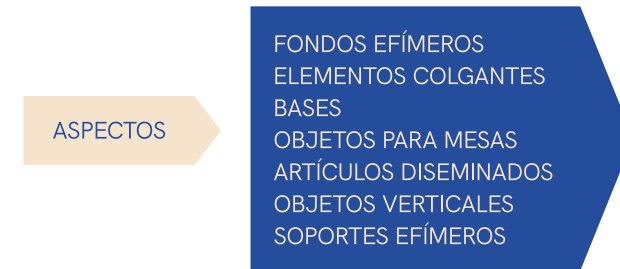 ASPECTOS
FONDOS EFÍMEROS
ELEMENTOS COLGANTES
BASES
OBJETOS PARA MESAS
ARTÍCULOS DISEMINADOS
OBJETOS VERTICALES
SOPORTES EFÍMEROS